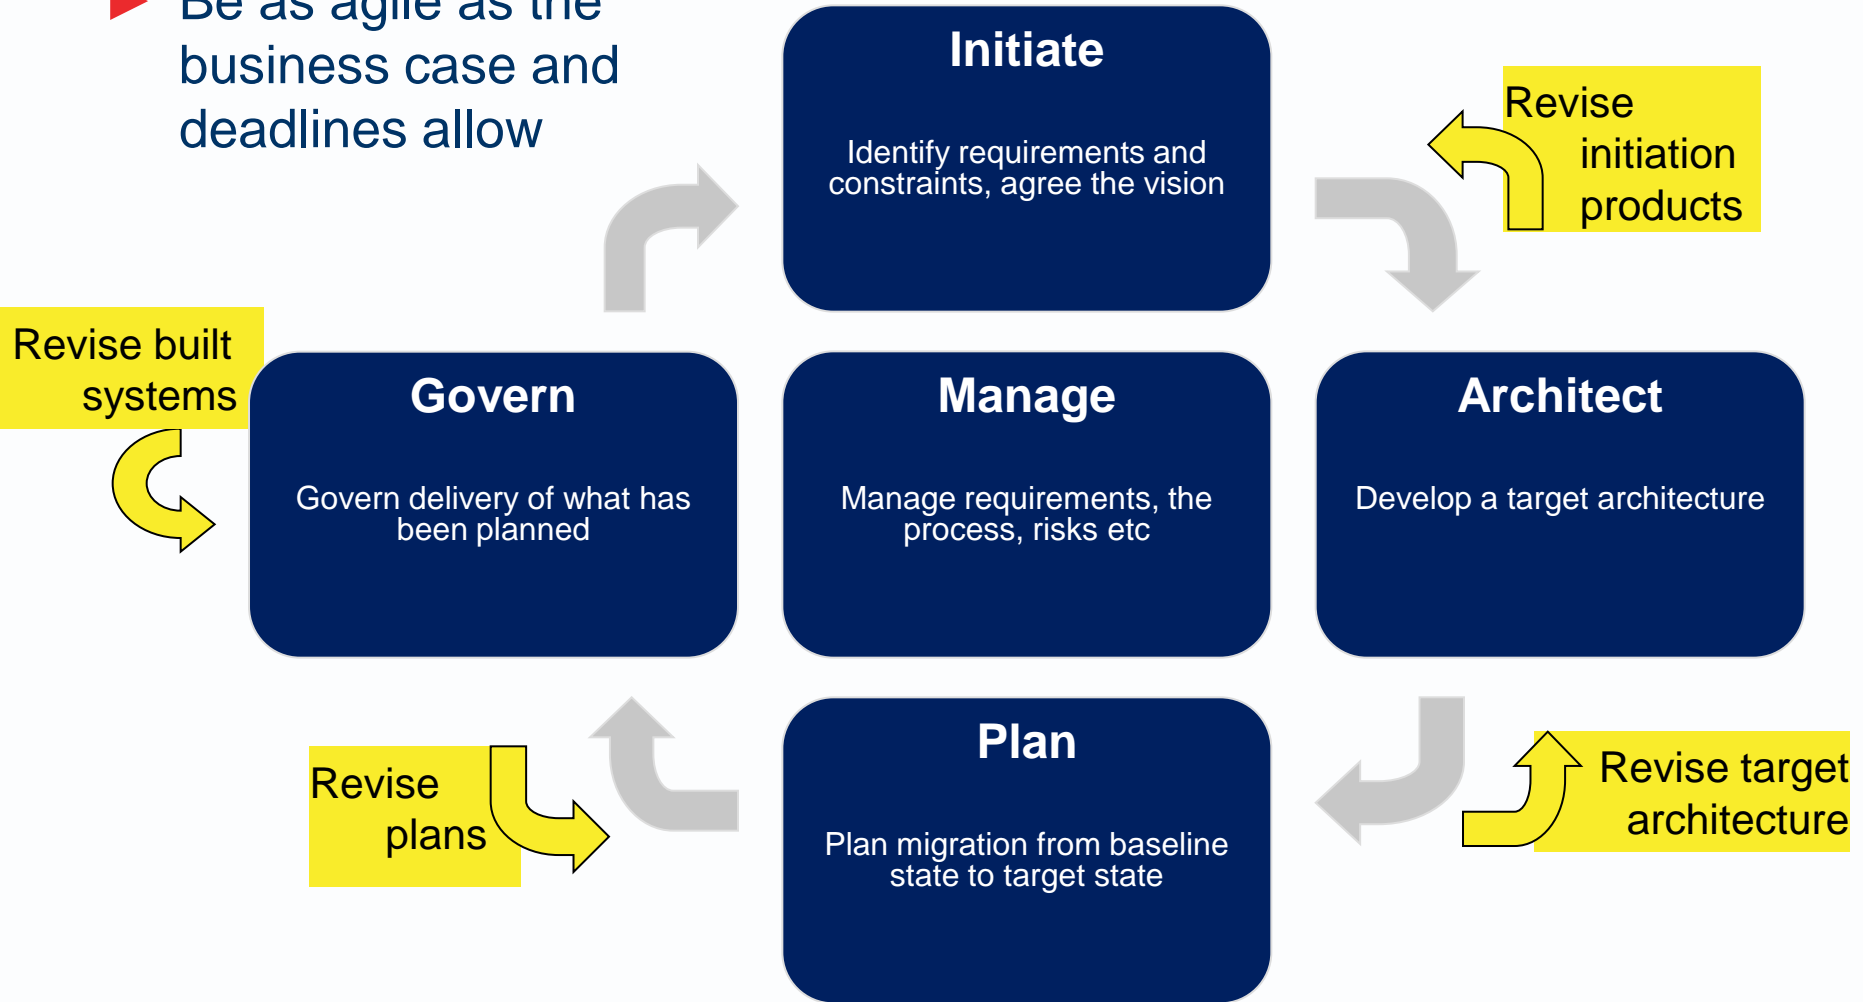 Be as agile as the
business case and
deadlines allow
Initiate
Identify requirements and
constraints, agree the vision
Revise
initiation
products
Revise built
systems
Govern
Govern delivery of what has
been planned
Manage
Manage requirements, the
process, risks etc
Architect
Develop a target architecture
Revise
plans
Plan
Plan migration from baseline
state to target state
Revise target
architecture